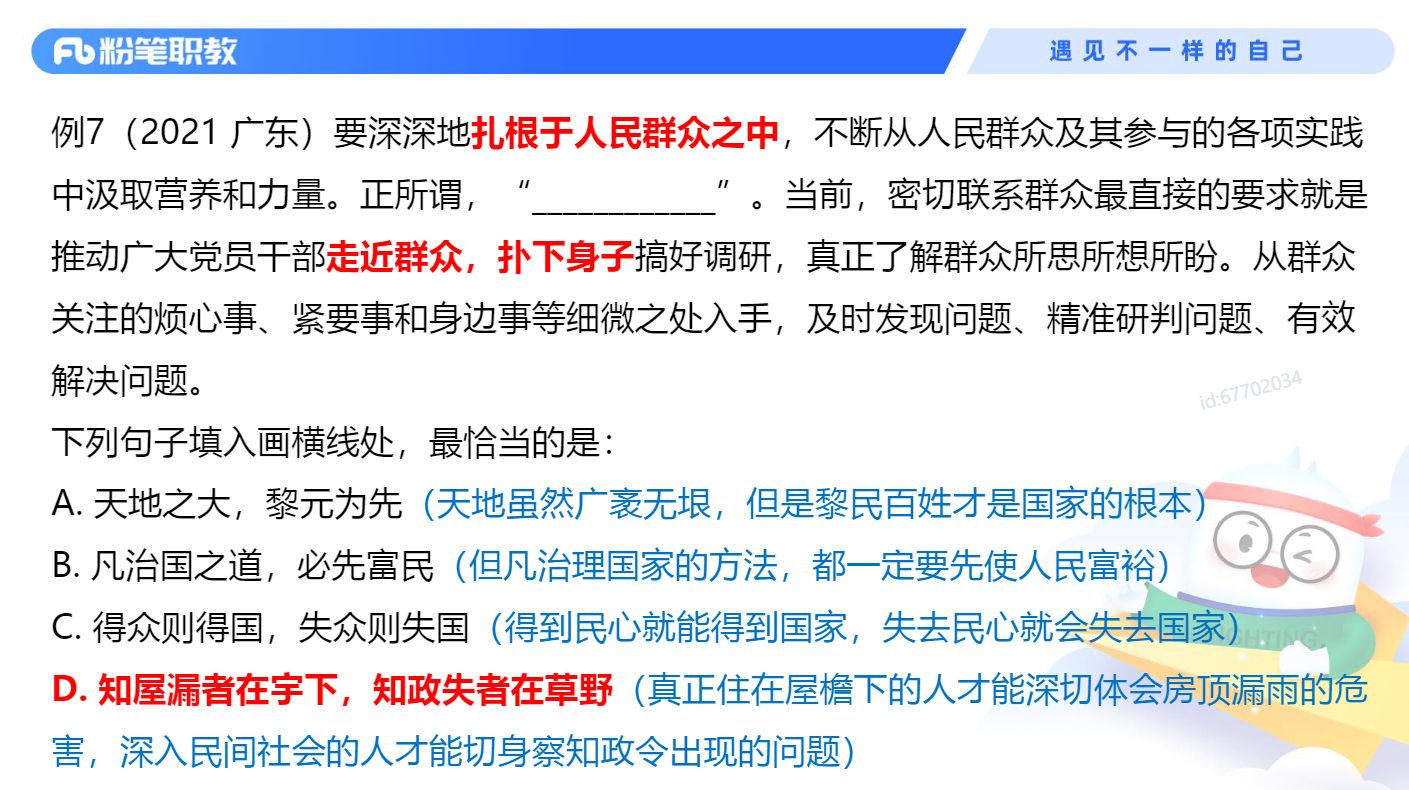 粉笔职教
遇见不一样的自己
例7（2021 广东）要深深地扎根于人民群众之中，不断从人民群众及其参与的各项实践
中汲取营养和力量。正所谓，“____________”。当前，密切联系群众最直接的要求就是
推动广大党员干部走近群众，扑下身子搞好调研，真正了解群众所思所想所盼。从群众
关注的烦心事、紧要事和身边事等细微之处入手，及时发现问题、精准研判问题、有效
解决问题。
id:67702034
下列句子填入画横线处，最恰当的是：
A. 天地之大，黎元为先（天地虽然广袤无垠，但是黎民百姓才是国家的根本）
B. 凡治国之道，必先富民（但凡治理国家的方法，都一定要先使人民富裕）
C. 得众则得国，失众则失国（得到民心就能得到国家，失去民心就会失去国家）
D. 知屋漏者在宇下，知政失者在草野（真正住在屋檐下的人才能深切体会房顶漏雨的危
害，深入民间社会的人才能切身察知政令出现的问题）